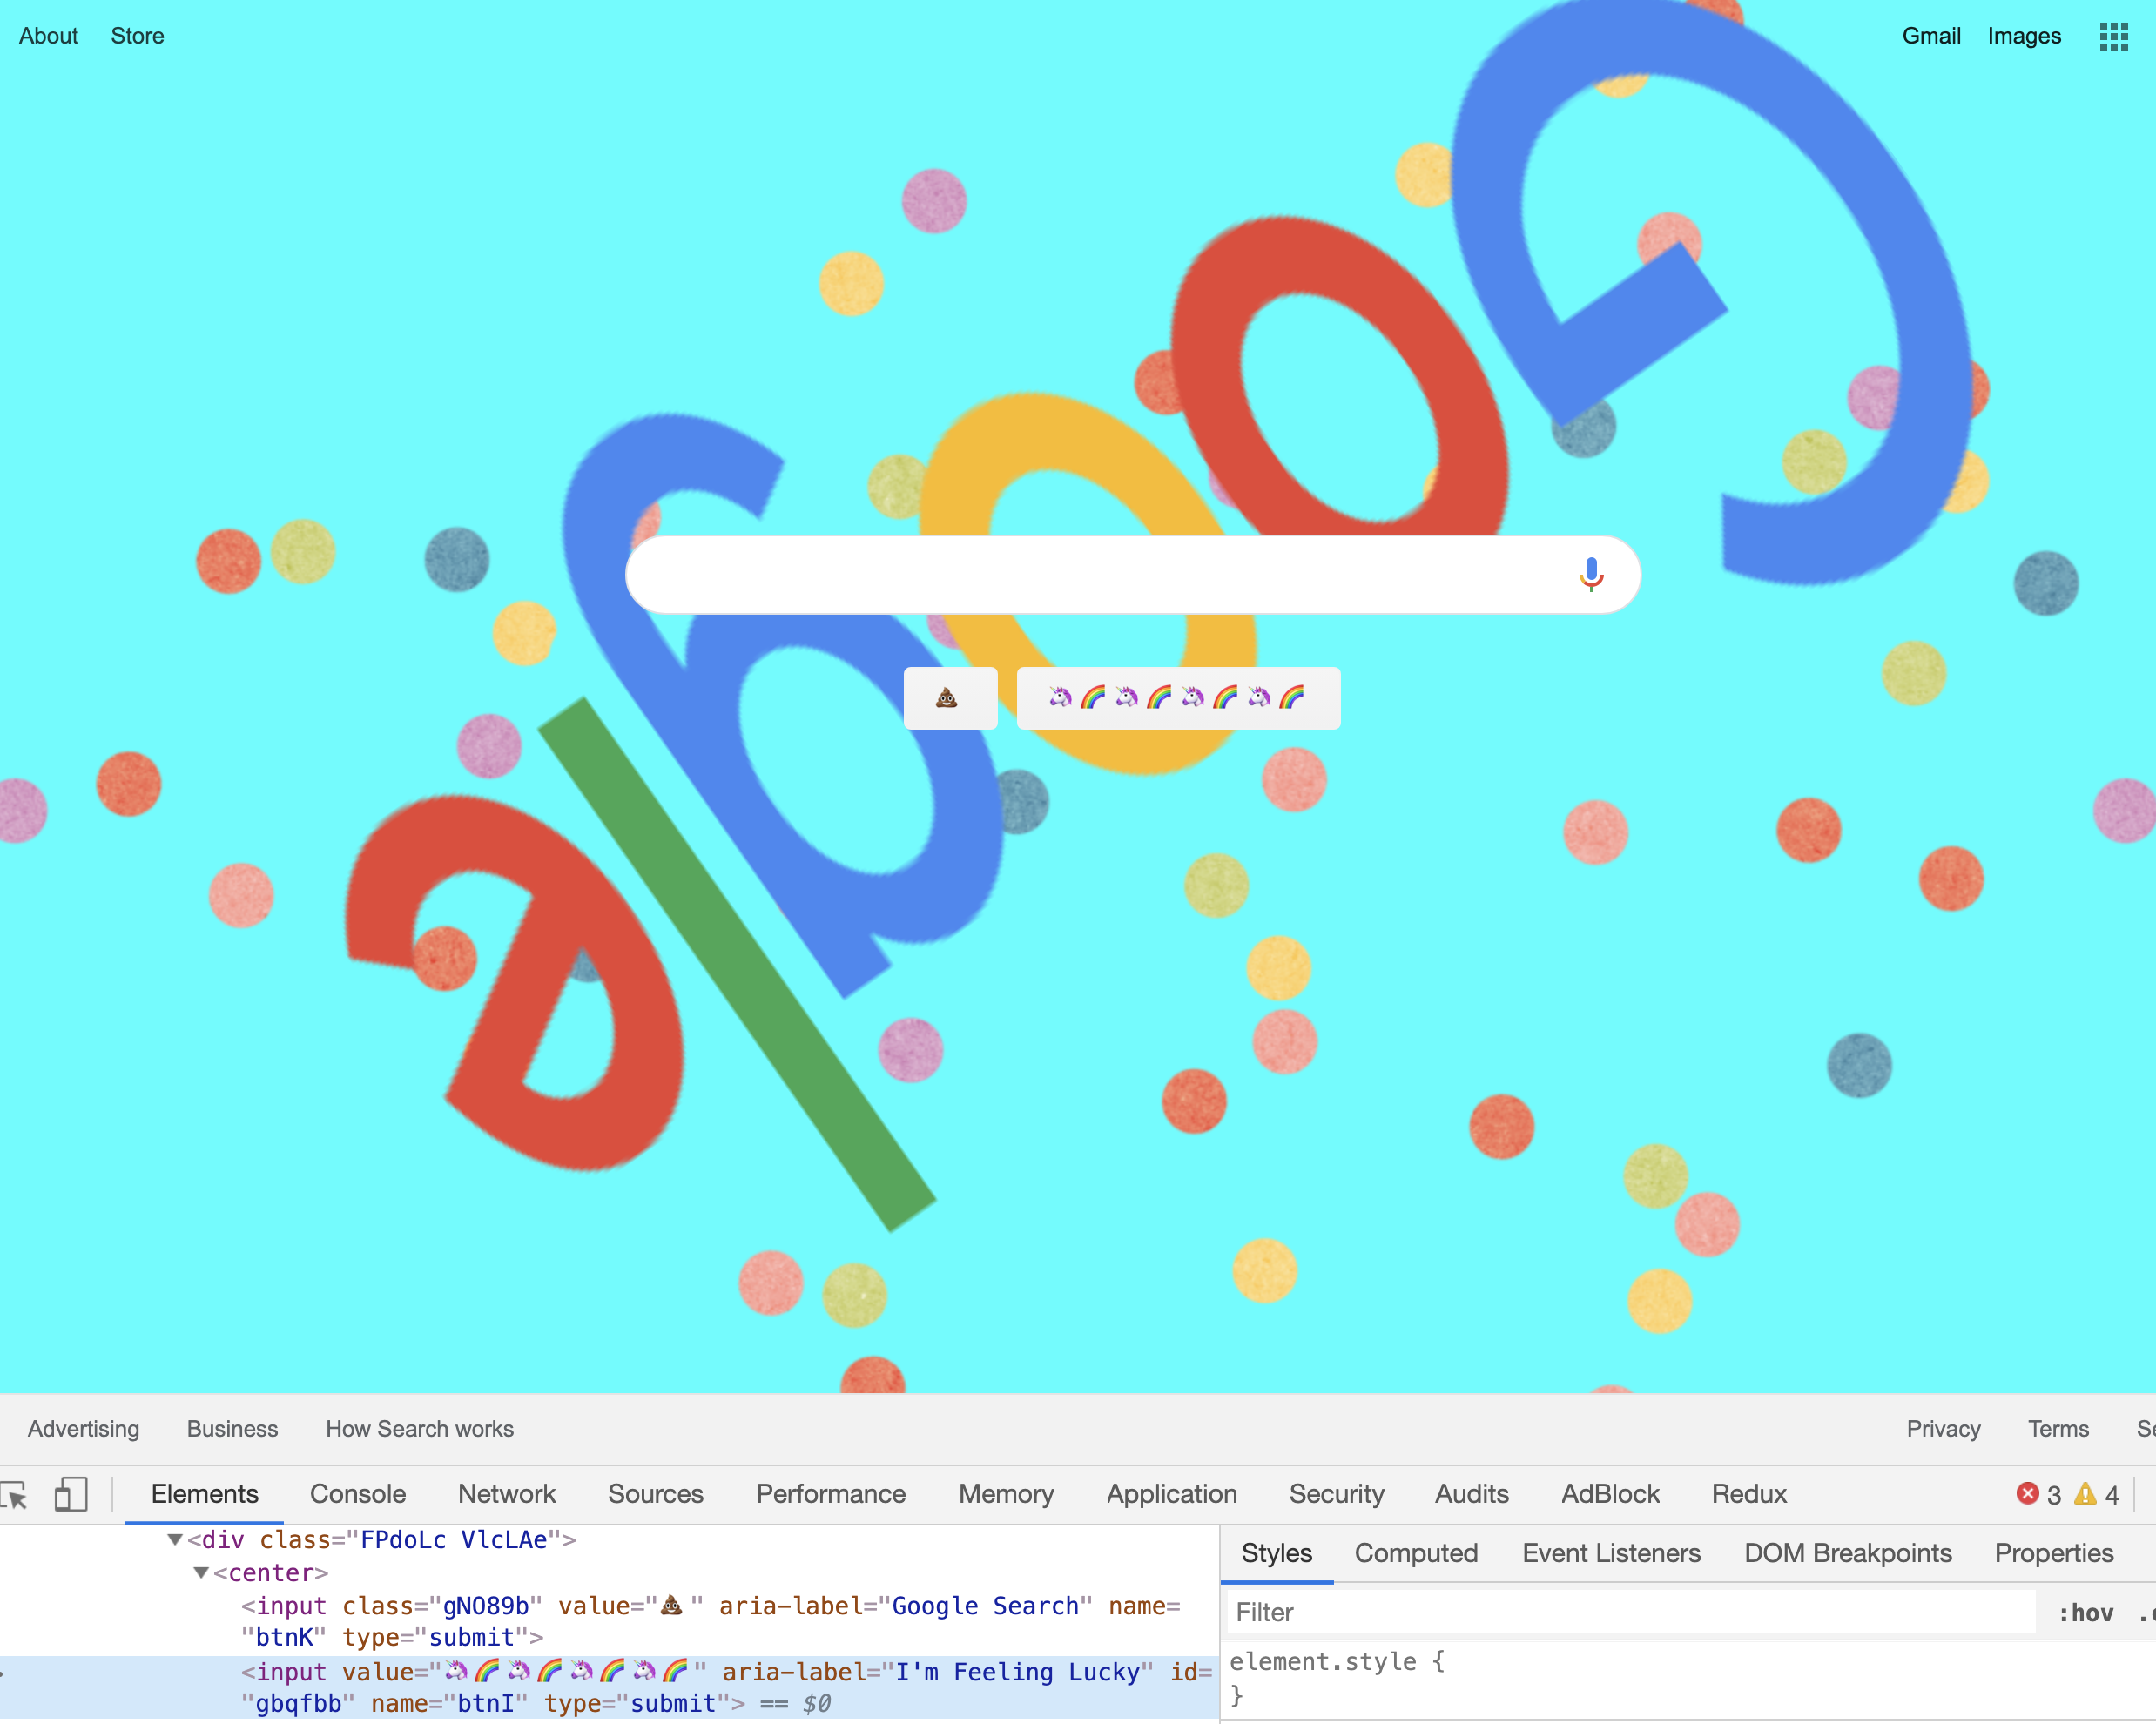 About Store Gmail Images
Google
💩 🦄🌈🦄🌈🦄🌈🦄🌈
Advertising Business How Search works Privacy Terms
Elements Console Network Sources Performance Memory Application Security Audits AdBlock Redux 3 4
<div class="FPdoLc VlcLAe">
<center>
<input class="gNO89b" value="💩 " aria-label="Google Search" name=
"btnK" type="submit">
<input value="🦄🌈🦄🌈🦄🌈🦄🌈 " aria-label="I'm Feeling Lucky" id=
"gbqfbb" name="btnI" type="submit"> == $0
Styles Computed Event Listeners DOM Breakpoints Properties
Filter :hov
element.style {
}